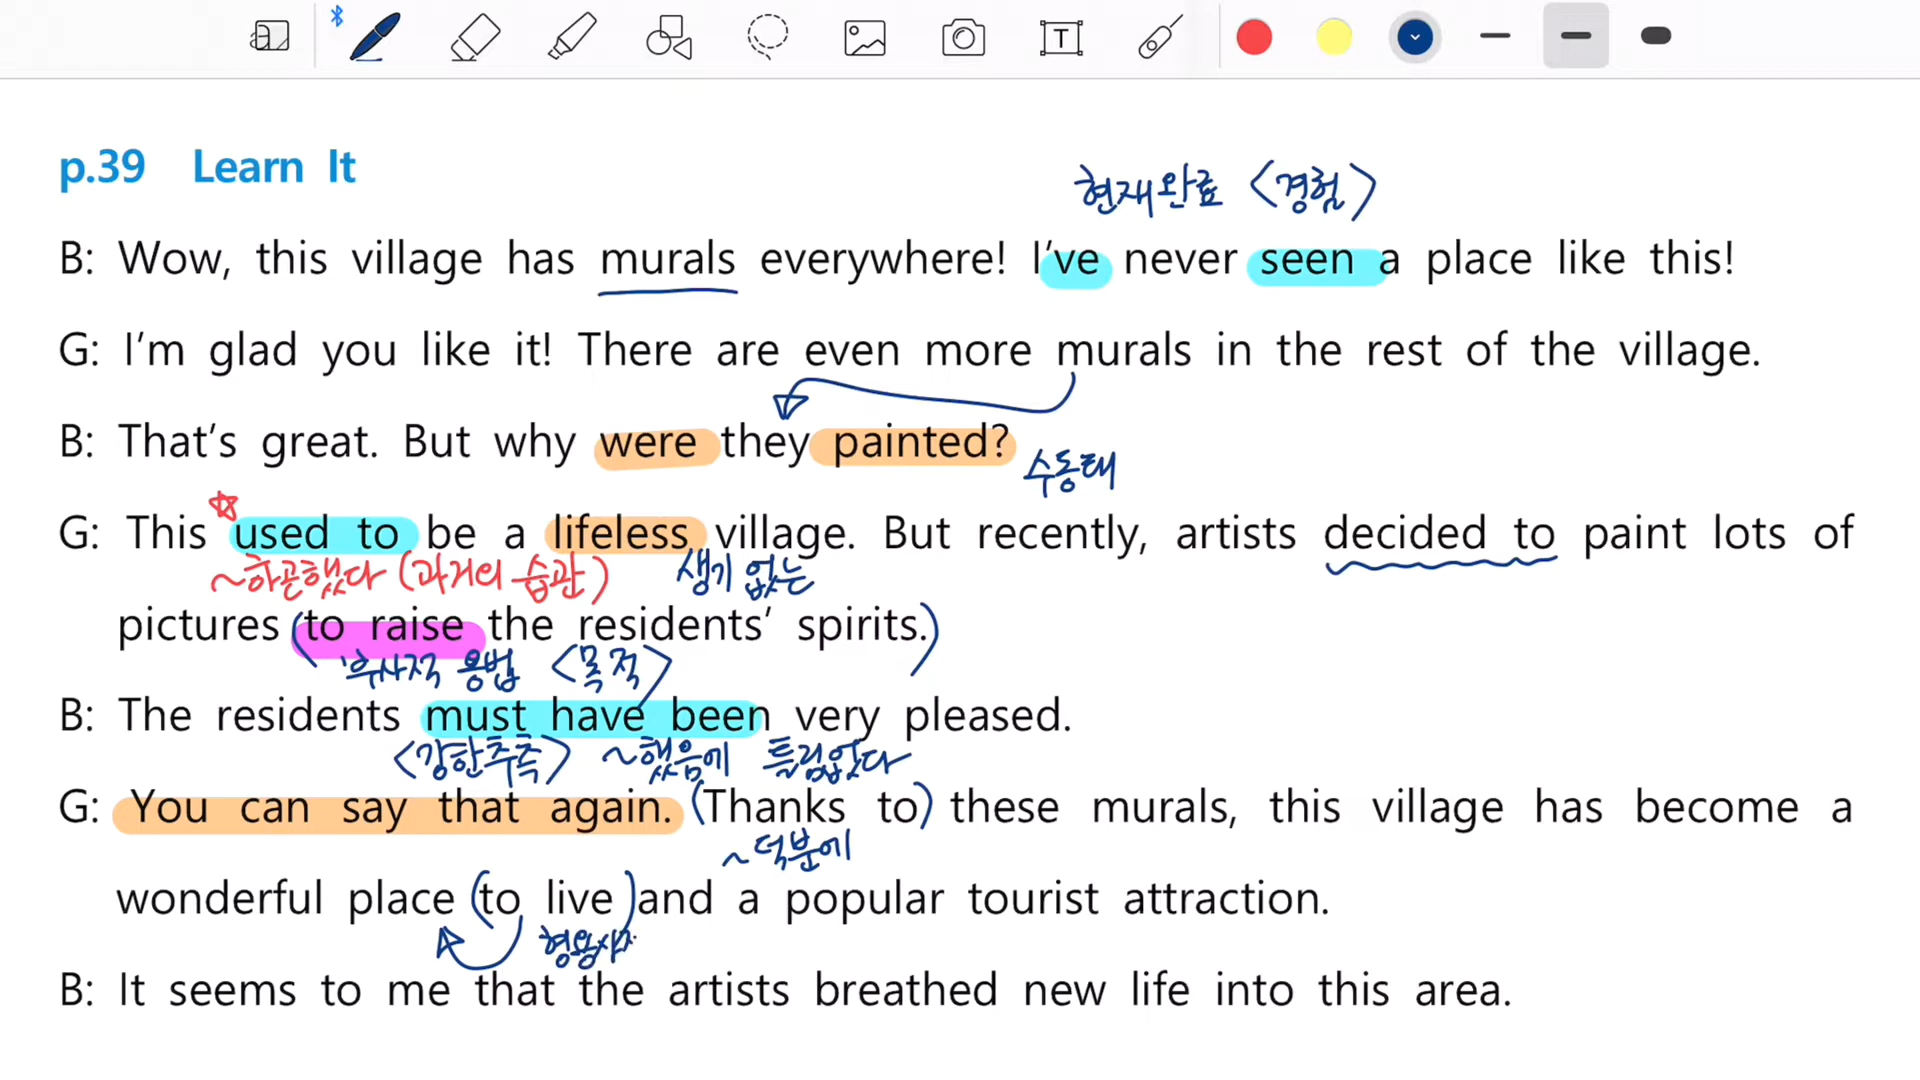 p.39 Learn It
현재완료 <경험>
B: Wow, this village has murals everywhere! I've never seen a place like this!
G: I'm glad you like it! There are even more murals in the rest of the village.
B: That's great. But why were they painted?
수동태
G: This used to be a lifeless village. But recently, artists decided to paint lots of
~하곤했다 (과거의 습관) 생기 없는
pictures (to raise the residents' spirits.)
부사적 용법 <목적>
B: The residents must have been very pleased.
<강한추측> ~했음에 틀림없다
G: You can say that again. (Thanks to) these murals, this village has become a
~덕분에
wonderful place (to live) and a popular tourist attraction.
형용사
B: It seems to me that the artists breathed new life into this area.